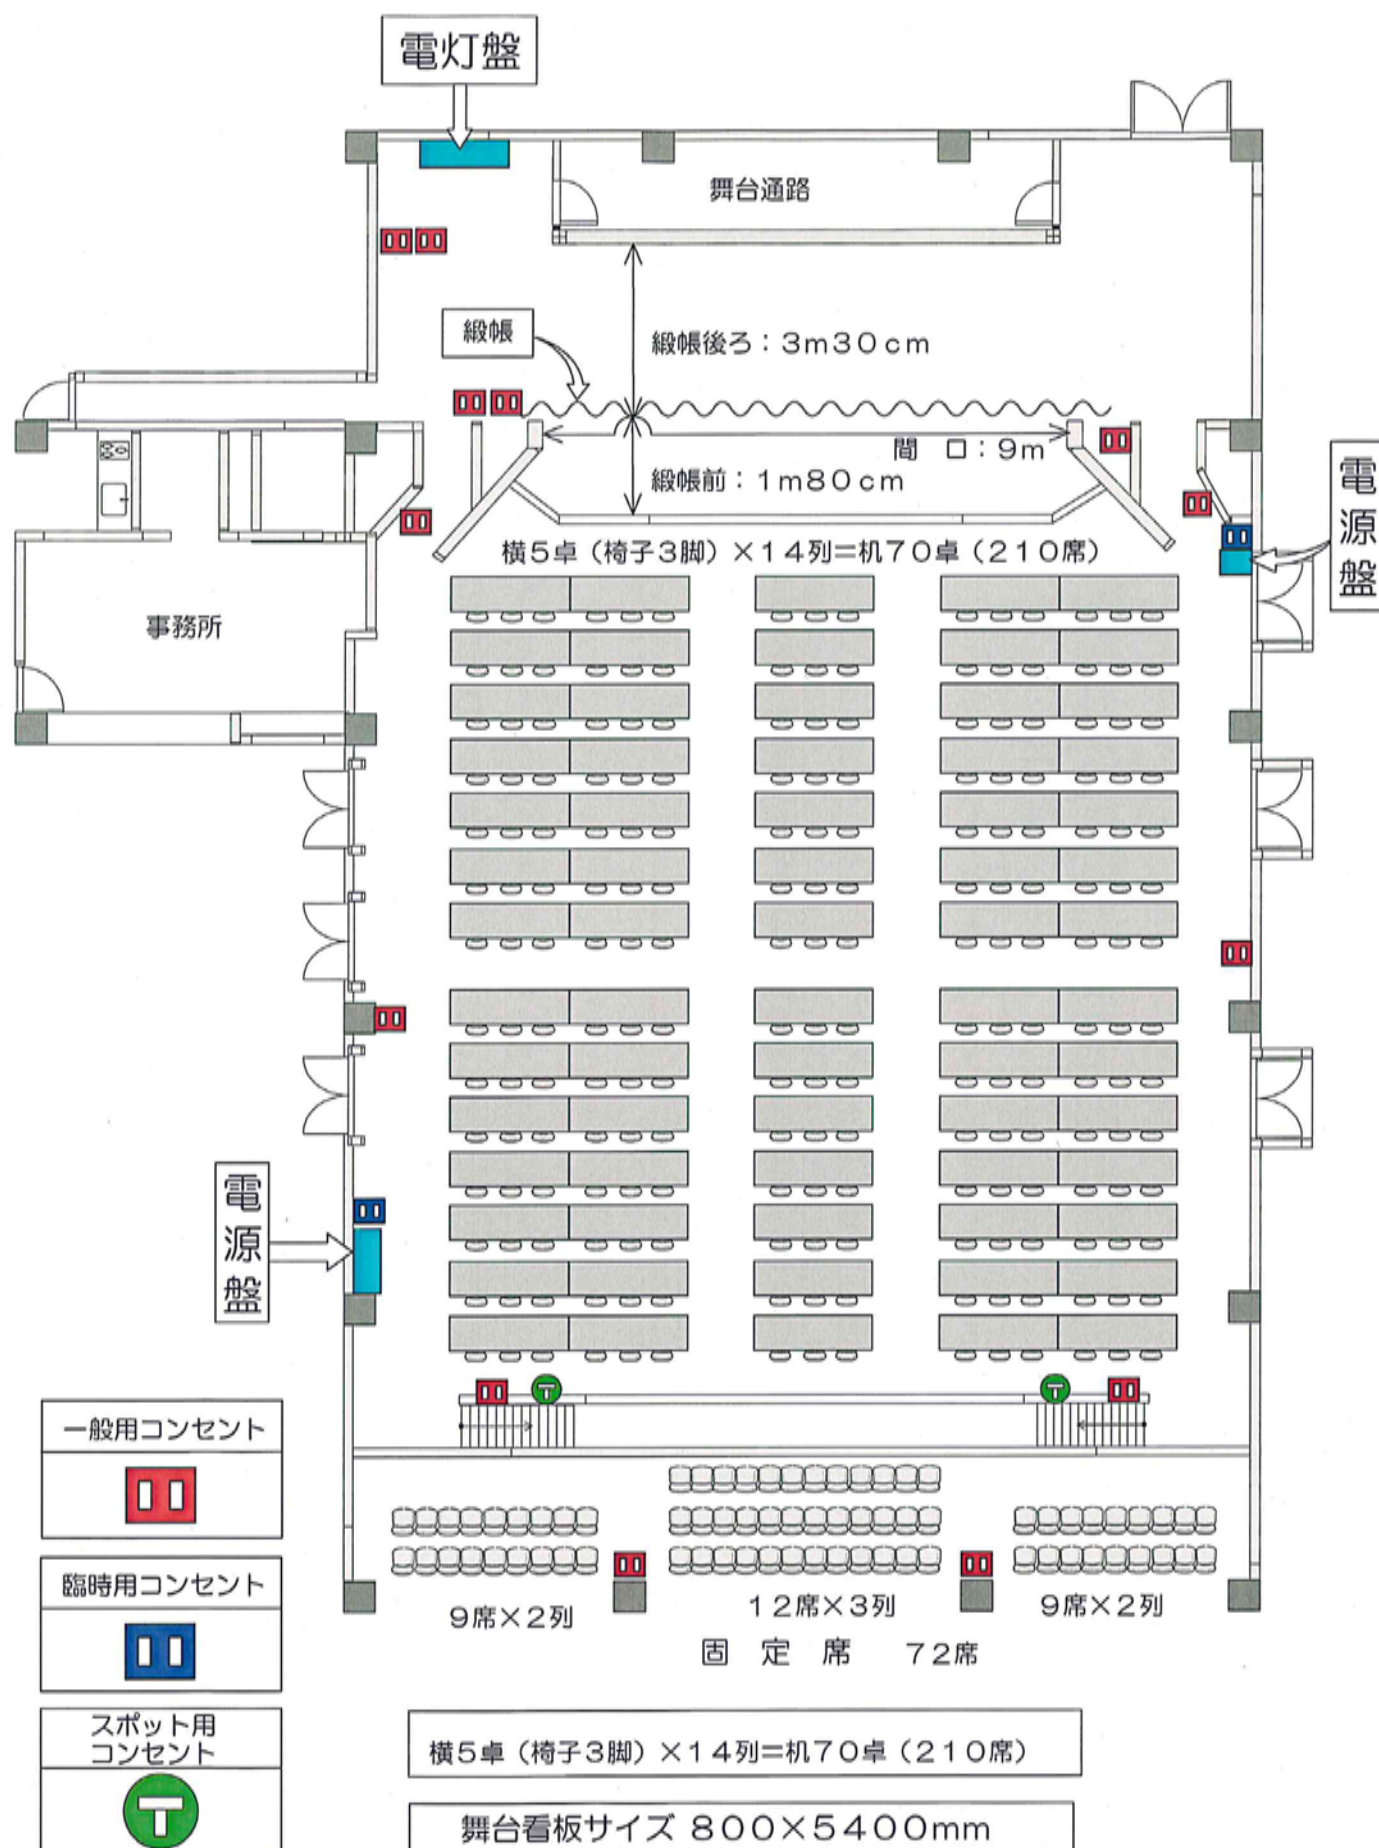 電灯盤
舞台通路
緞帳
緞帳後ろ：3m30cm
間　口：9m
緞帳前：1m80cm
電源盤
横5卓（椅子3脚）×14列＝机70卓（210席）
事務所
電源盤
一般用コンセント
臨時用コンセント
スポット用
コンセント
9席×2列
12席×3列
9席×2列
固　定　席　　72席
横5卓（椅子3脚）×14列＝机70卓（210席）
舞台看板サイズ 800×5400mm